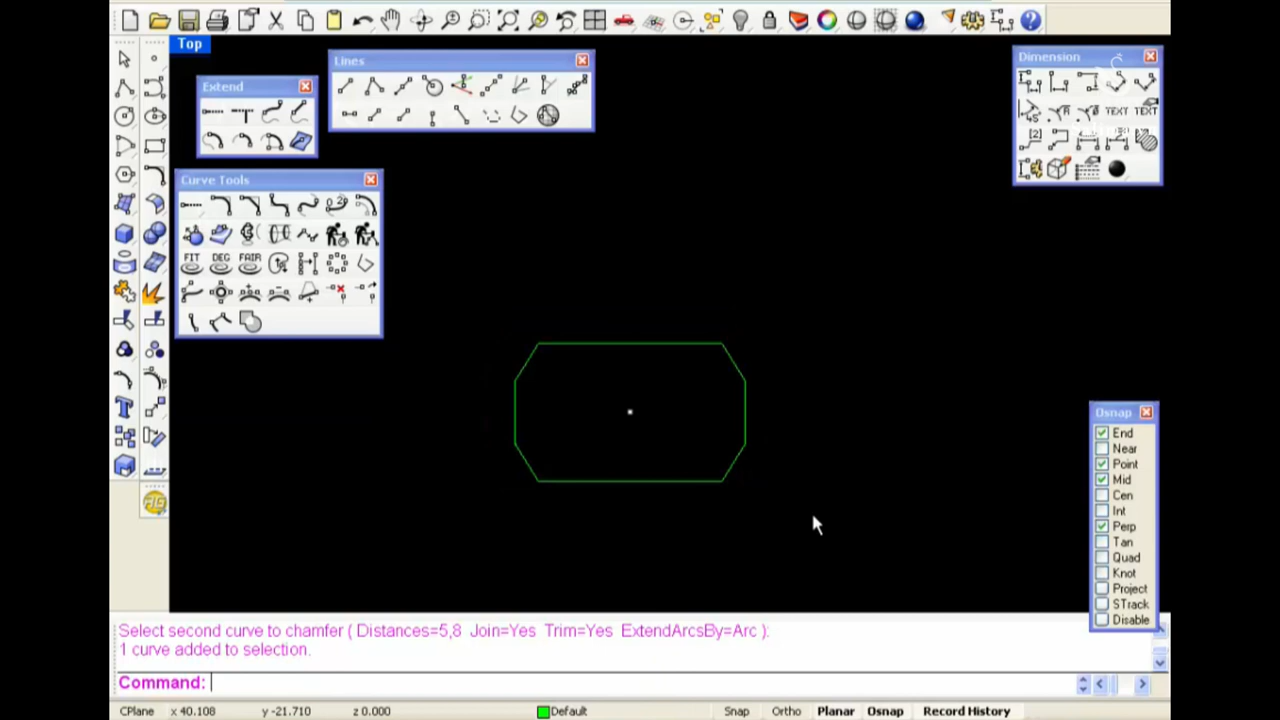 Top
Lines
Extend
Dimension
TEXT TEXT
Curve Tools
FIT DEG FAIR
Osnap
End
Near
Point
Mid
Cen
Int
Perp
Tan
Quad
Knot
Project
STrack
Disable
Select second curve to chamfer ( Distances=5,8 Join=Yes Trim=Yes ExtendArcsBy=Arc ):
1 curve added to selection.
Command:
CPlane x 40.108 y -21.710 z 0.000 Default Snap Ortho Planar Osnap Record History